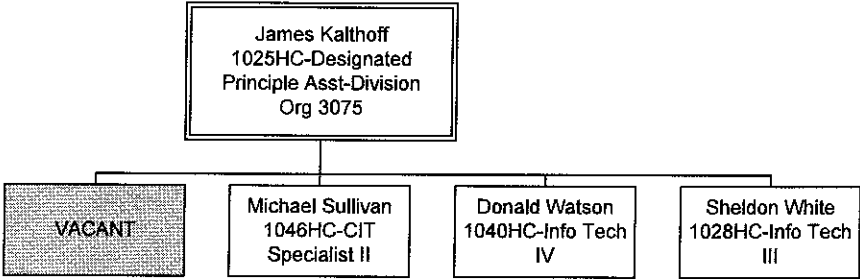 James Kalthoff
1025HC-Designated
Principle Asst-Division
Org 3075
VACANT
Michael Sullivan
1046HC-CIT
Specialist II
Donald Watson
1040HC-Info Tech
IV
Sheldon White
1028HC-Info Tech
III